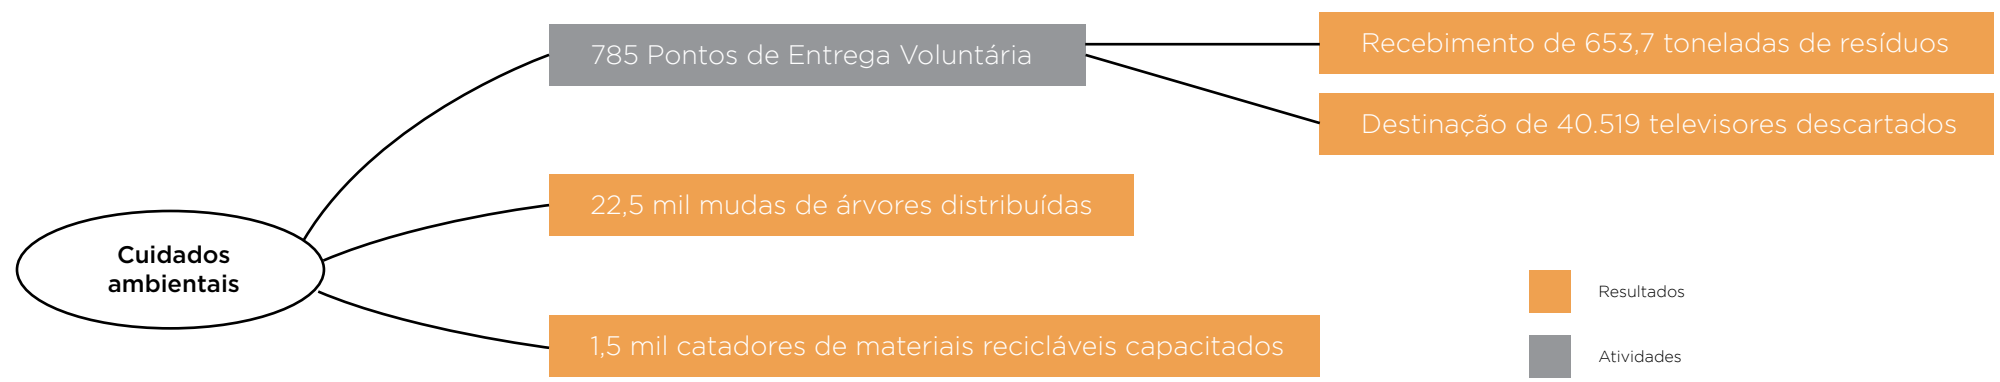 785 Pontos de Entrega Voluntária
Recebimento de 653,7 toneladas de resíduos
Destinação de 40.519 televisores descartados
22,5 mil mudas de árvores distribuídas
Cuidados
ambientais
1,5 mil catadores de materiais recicláveis capacitados
Resultados
Atividades